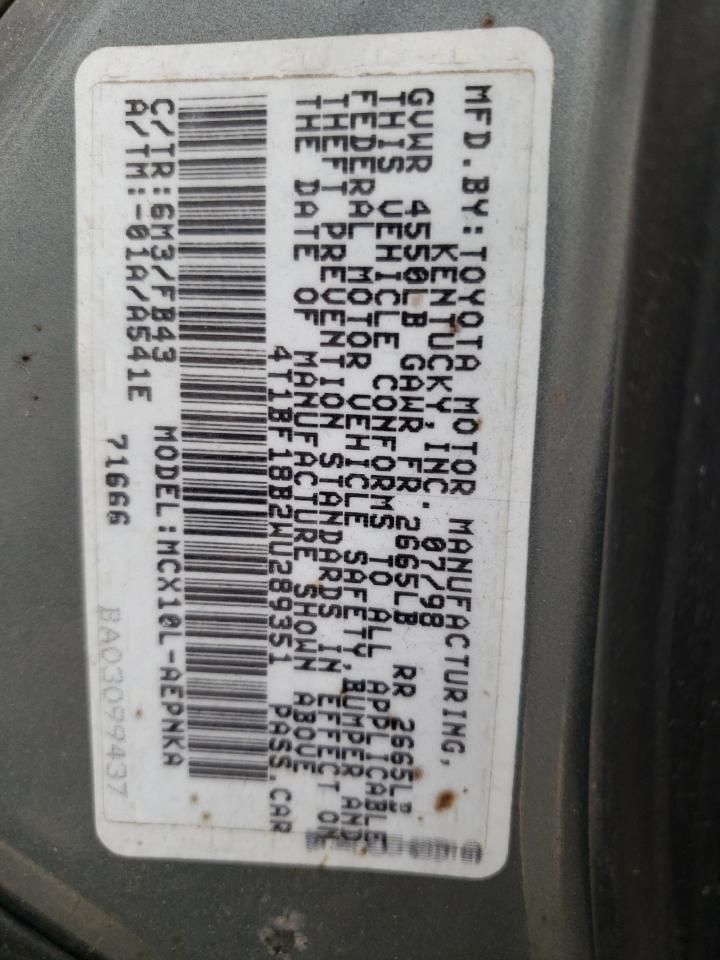 MFD.BY:TOYOTA MOTOR MANUFACTURING,
KENTUCKY,INC. 07/98
GVWR 4550LB GAWR FR 2665LB RR 2665LB
THIS VEHICLE CONFORMS TO ALL APPLICABLE
FEDERAL MOTOR VEHICLE SAFETY,BUMPER AND
THEFT PREVENTION STANDARDS IN EFFECT ON
THE DATE OF MANUFACTURE SHOWN ABOVE
4T1BF18B2WU289351 PASS.CAR
C/TR:6M3/FB43 MODEL:MCX10L-AEPNKA
A/TM:-01A/A541E
71666
BA03099437